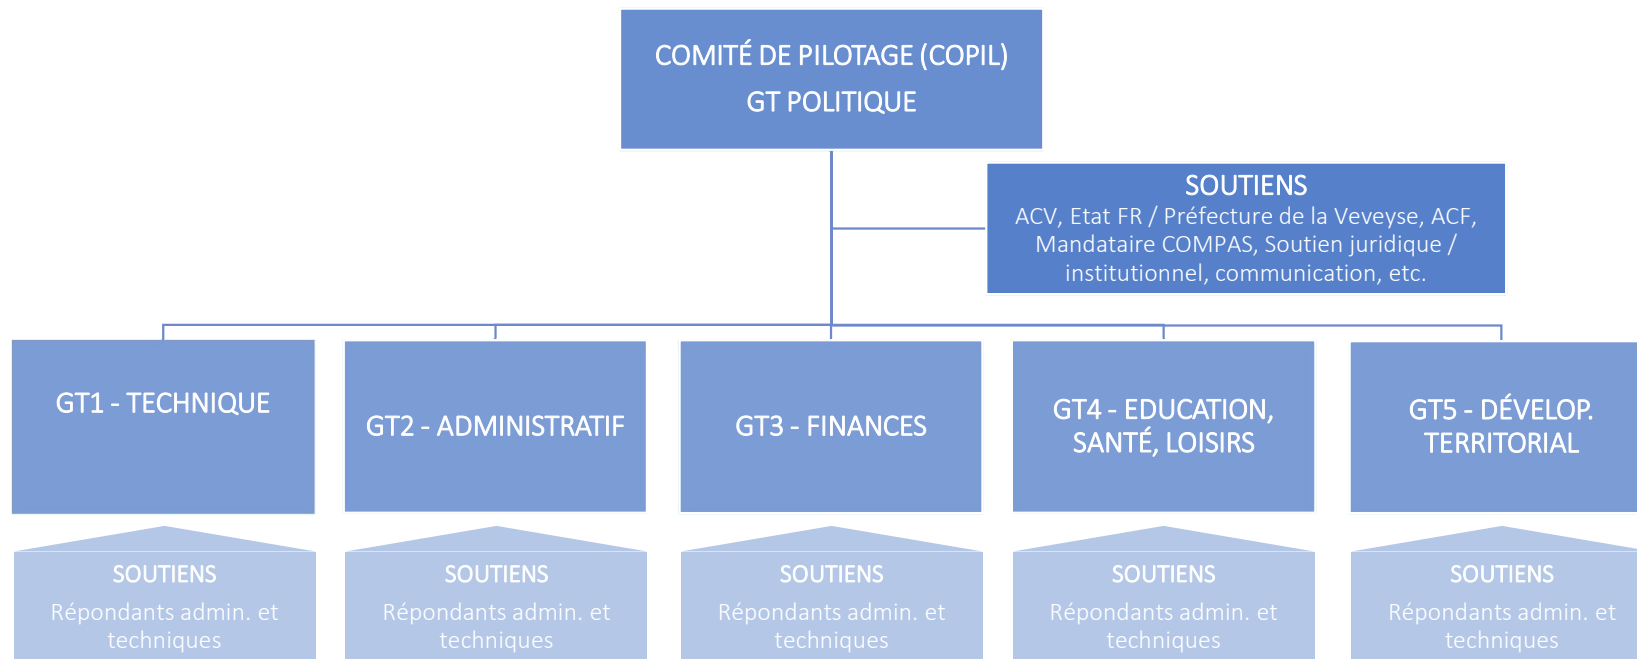 COMITÉ DE PILOTAGE (COPIL)
GT POLITIQUE
SOUTIENS
ACV, Etat FR / Préfecture de la Veveyse, ACF,
Mandataire COMPAS, Soutien juridique /
institutionnel, communication, etc.
GT1 - TECHNIQUE
GT2 - ADMINISTRATIF
GT3 - FINANCES
GT4 - EDUCATION,
SANTÉ, LOISIRS
GT5 - DÉVELOP.
TERRITORIAL
SOUTIENS
Répondants admin. et
techniques
SOUTIENS
Répondants admin. et
techniques
SOUTIENS
Répondants admin. et
techniques
SOUTIENS
Répondants admin. et
techniques
SOUTIENS
Répondants admin. et
techniques